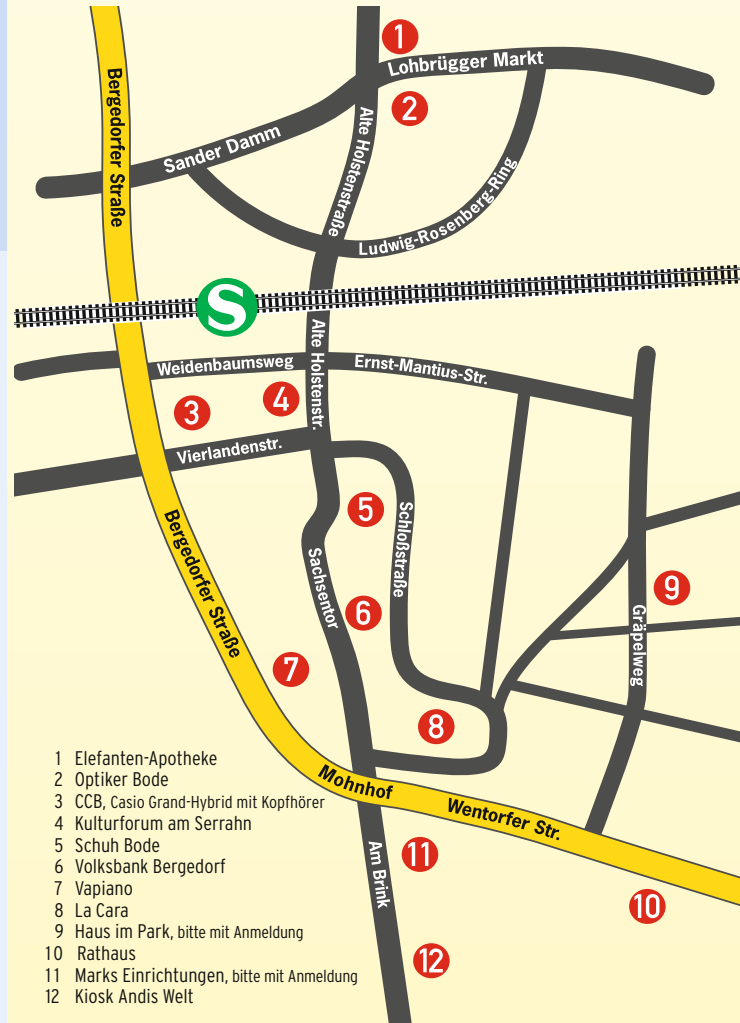 1
Lohbrügger Markt
2
Bergedorfer Straße
Alte Holstenstraße
Sander Damm
Ludwig-Rosenberg-Ring
S
Alte Holstenstr.
Weidenbaumsweg
Ernst-Mantius-Str.
3
4
Vierlandenstr.
5
Schloßstraße
Bergedorfer Straße
Sachsentor
6
9
Gräpelweg
7
8
Mohnhof
Wentorfer Str.
Am Brink
11
10
12
1 Elefanten-Apotheke
2 Optiker Bode
3 CCB, Casio Grand-Hybrid mit Kopfhörer
4 Kulturforum am Serrahn
5 Schuh Bode
6 Volksbank Bergedorf
7 Vapiano
8 La Cara
9 Haus im Park, bitte mit Anmeldung
10 Rathaus
11 Marks Einrichtungen, bitte mit Anmeldung
12 Kiosk Andis Welt